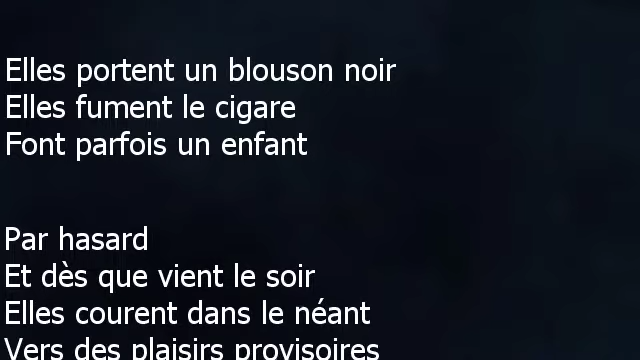 Elles portent un blouson noir
Elles fument le cigare
Font parfois un enfant
Par hasard
Et dès que vient le soir
Elles courent dans le néant
Vers des plaisirs provisoires